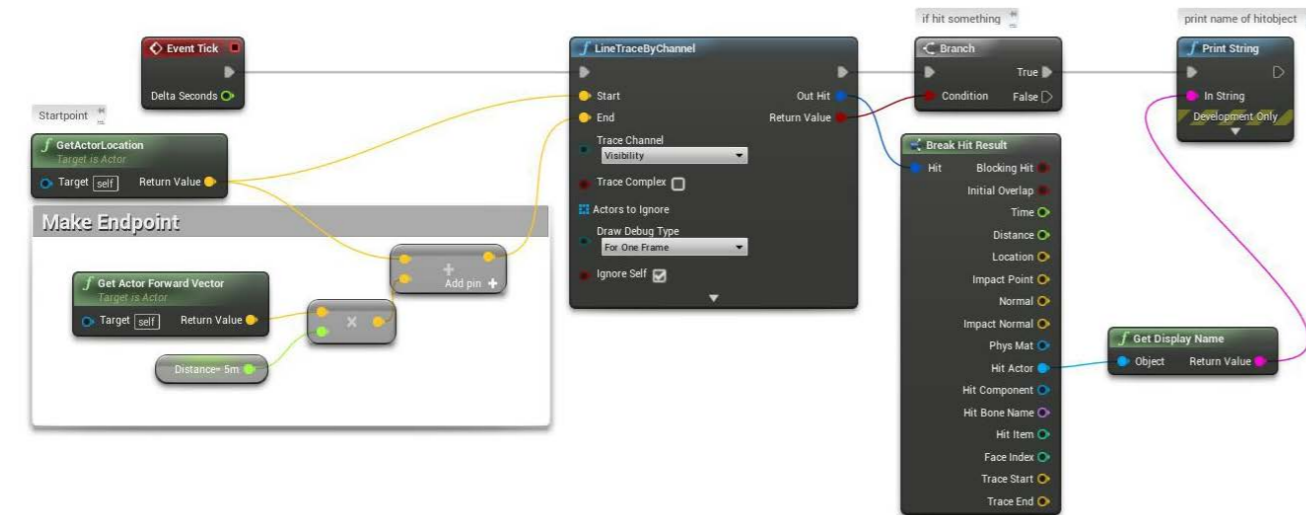 if hit something
print name of hitobject
Event Tick
Delta Seconds
LineTraceByChannel
Start
Out Hit
End
Return Value
Trace Channel
Visibility
Trace Complex
Actors to Ignore
Draw Debug Type
For One Frame
Ignore Self
Branch
True
Condition
False
Print String
In String
Development Only
Startpoint
GetActorLocation
Target is Actor
Target self
Return Value
Make Endpoint
Get Actor Forward Vector
Target is Actor
Target self
Return Value
Distance= 5m
Add pin
Break Hit Result
Hit
Blocking Hit
Initial Overlap
Time
Distance
Location
Impact Point
Normal
Impact Normal
Phys Mat
Hit Actor
Hit Component
Hit Bone Name
Hit Item
Face Index
Trace Start
Trace End
Get Display Name
Object
Return Value